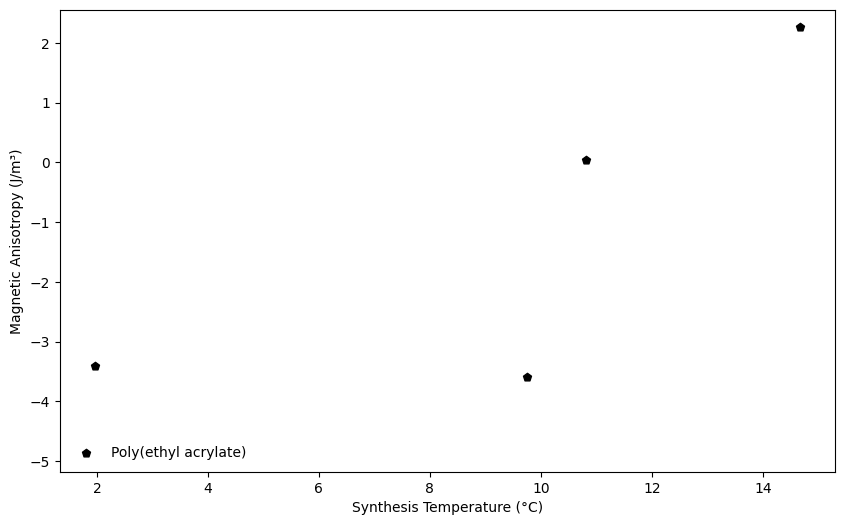 2
1
0
−1
−2
−3
−4
−5
Magnetic Anisotropy (J/m³)
Poly(ethyl acrylate)
2 4 6 8 10 12 14
Synthesis Temperature (°C)